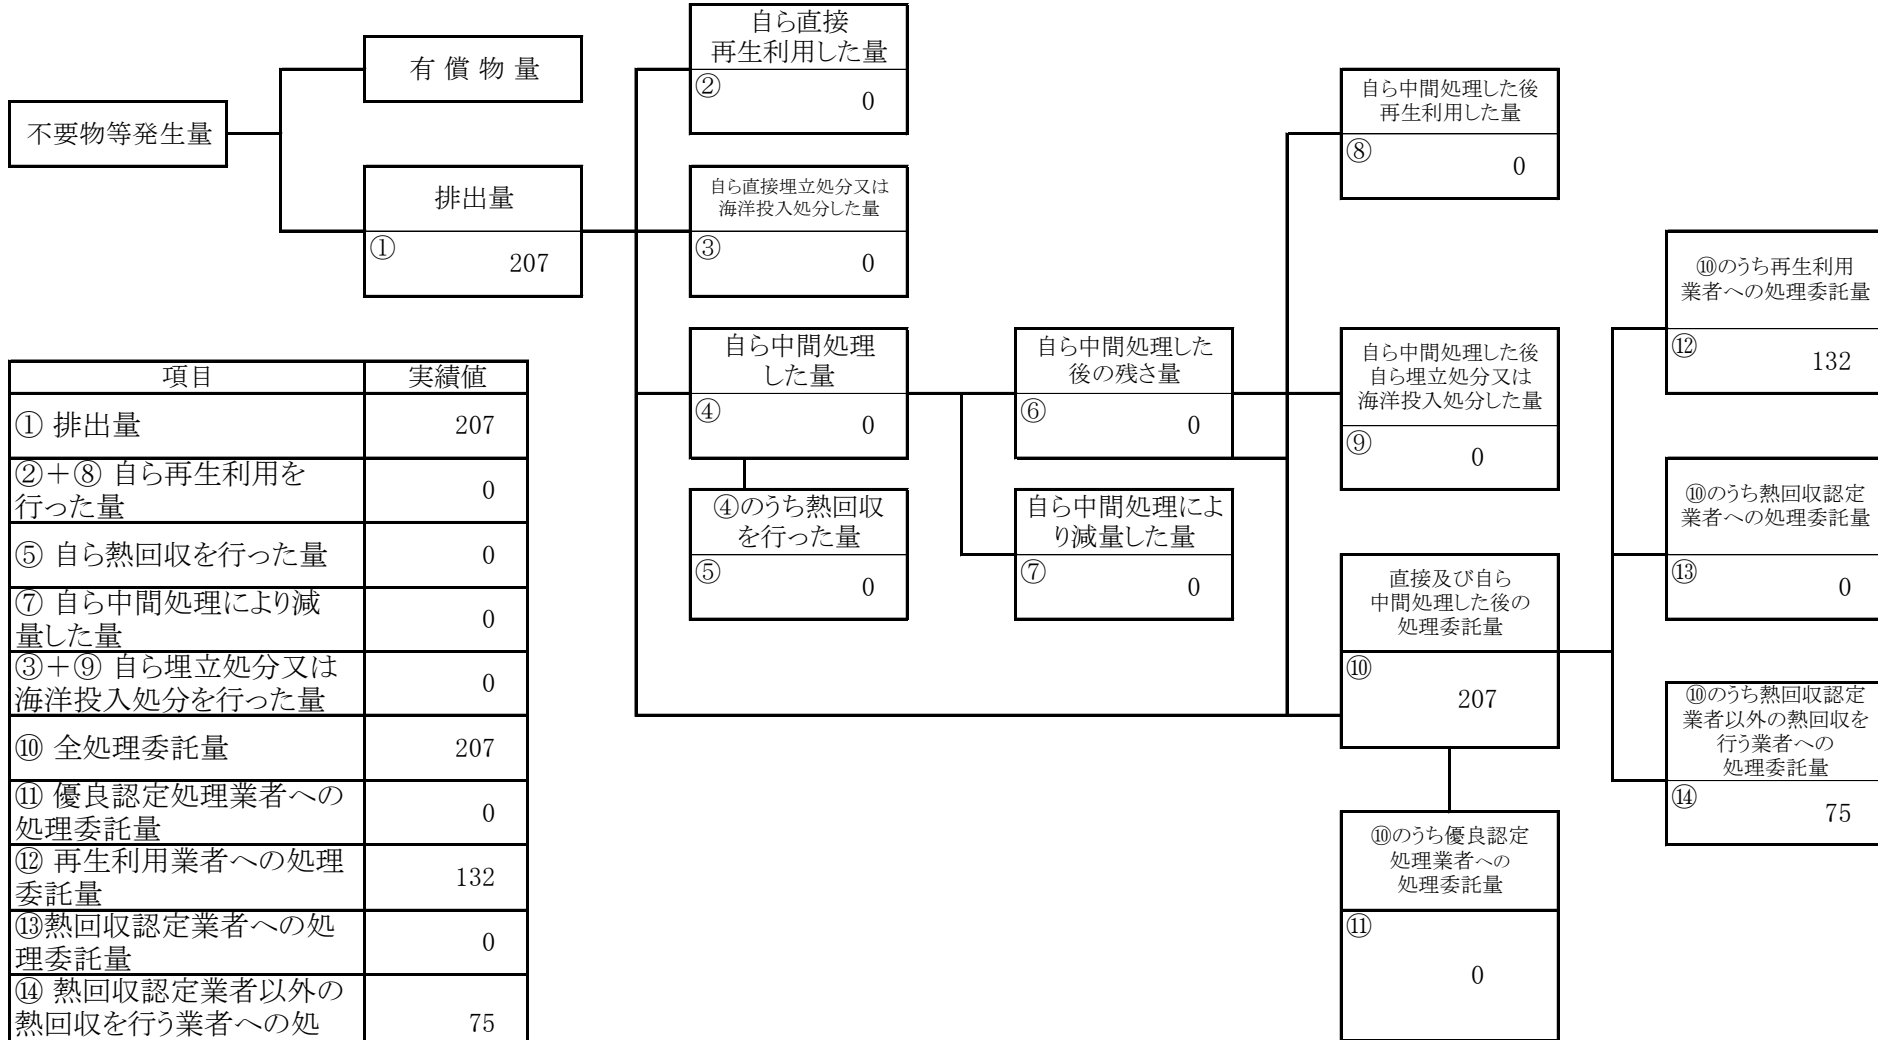 不要物等発生量
有 償 物 量
排出量
①
207
自ら直接
再生利用した量
②
0
自ら直接埋立処分又は
海洋投入処分した量
③
0
自ら中間処理
した量
④
0
④のうち熱回収
を行った量
⑤
0
自ら中間処理した
後の残さ量
⑥
0
自ら中間処理によ
り減量した量
⑦
0
自ら中間処理した後
再生利用した量
⑧
0
自ら中間処理した後
自ら埋立処分又は
海洋投入処分した量
⑨
0
直接及び自ら
中間処理した後の
処理委託量
⑩
207
⑩のうち優良認定
処理業者への
処理委託量
⑪
0
⑩のうち再生利用
業者への処理委託量
⑫
132
⑩のうち熱回収認定
業者への処理委託量
⑬
0
⑩のうち熱回収認定
業者以外の熱回収を
行う業者への
処理委託量
⑭
75
項目 実績値
① 排出量 207
②＋⑧ 自ら再生利用を
行った量 0
⑤ 自ら熱回収を行った量 0
⑦ 自ら中間処理により減
量した量 0
③＋⑨ 自ら埋立処分又は
海洋投入処分を行った量 0
⑩ 全処理委託量 207
⑪ 優良認定処理業者への
処理委託量 0
⑫ 再生利用業者への処理
委託量 132
⑬熱回収認定業者への処
理委託量 0
⑭ 熱回収認定業者以外の
熱回収を行う業者への処 75